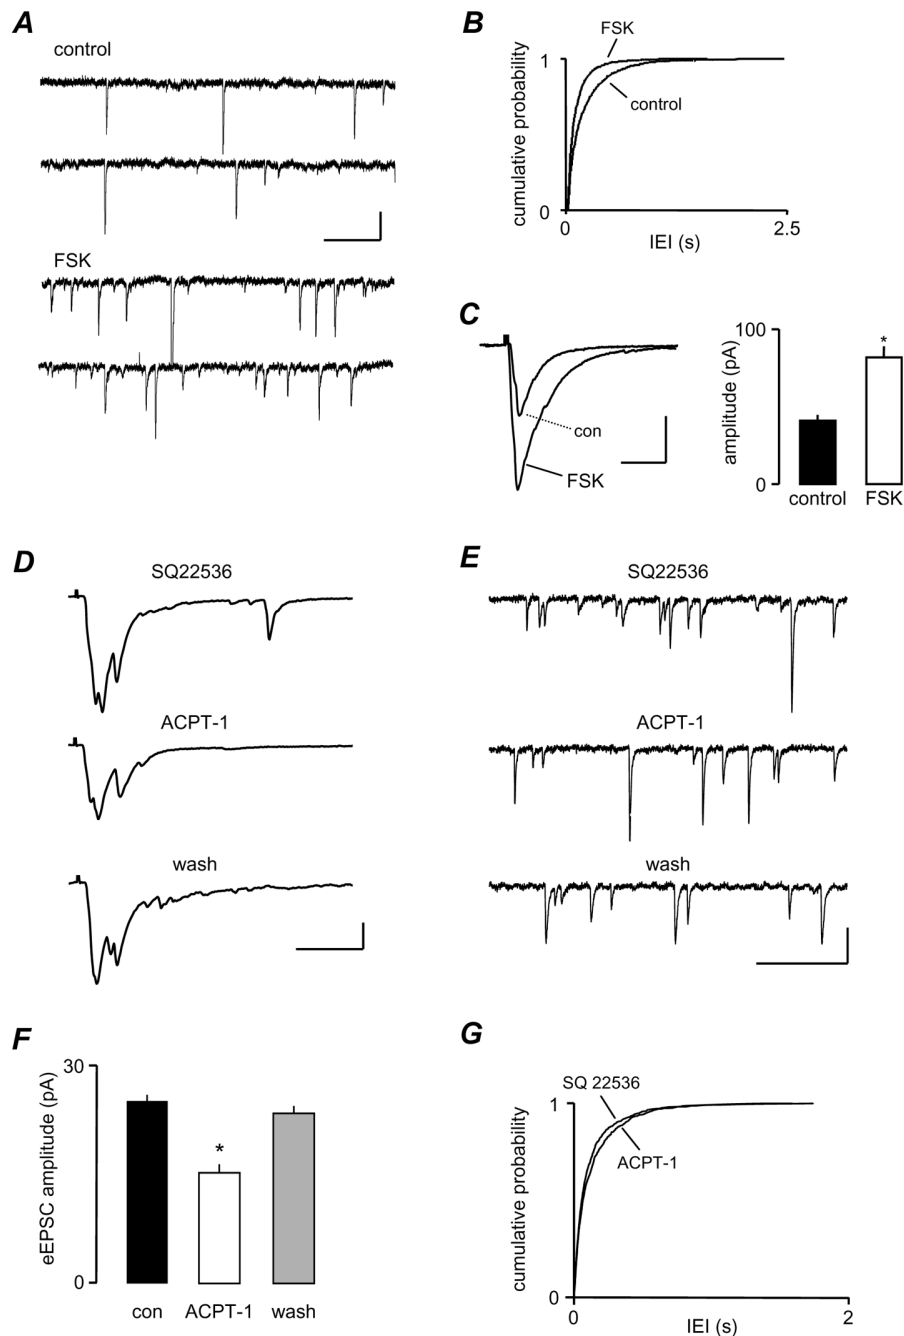 A
control
FSK
B
FSK
control
cumulative probability
1
0
0
2.5
IEI (s)
C
con
FSK
amplitude (pA)
100
0
*
control
FSK
D
SQ22536
ACPT-1
wash
E
SQ22536
ACPT-1
wash
F
eEPSC amplitude (pA)
30
0
*
con
ACPT-1
wash
G
SQ 22536
ACPT-1
cumulative probability
1
0
0
2
IEI (s)